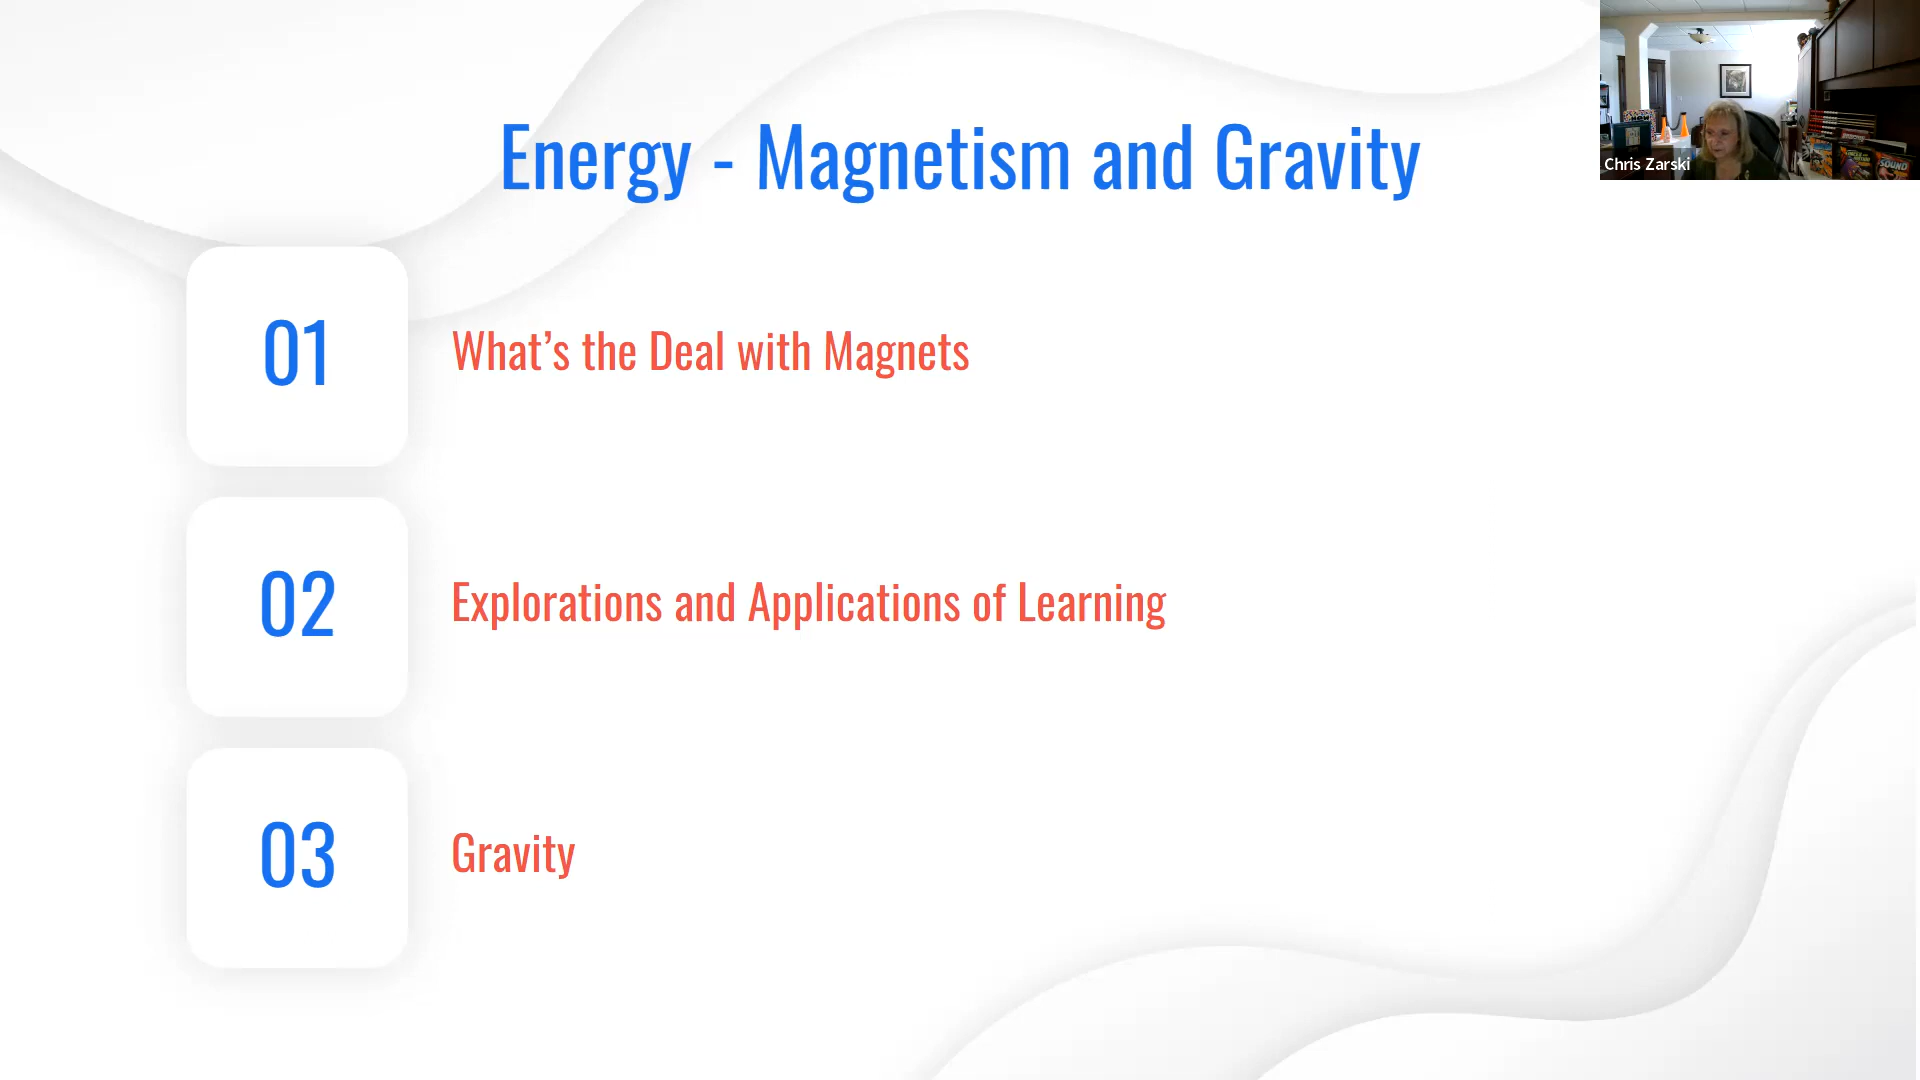 Energy - Magnetism and Gravity
Chris Zarski
01
What’s the Deal with Magnets
02
Explorations and Applications of Learning
03
Gravity
SOUND